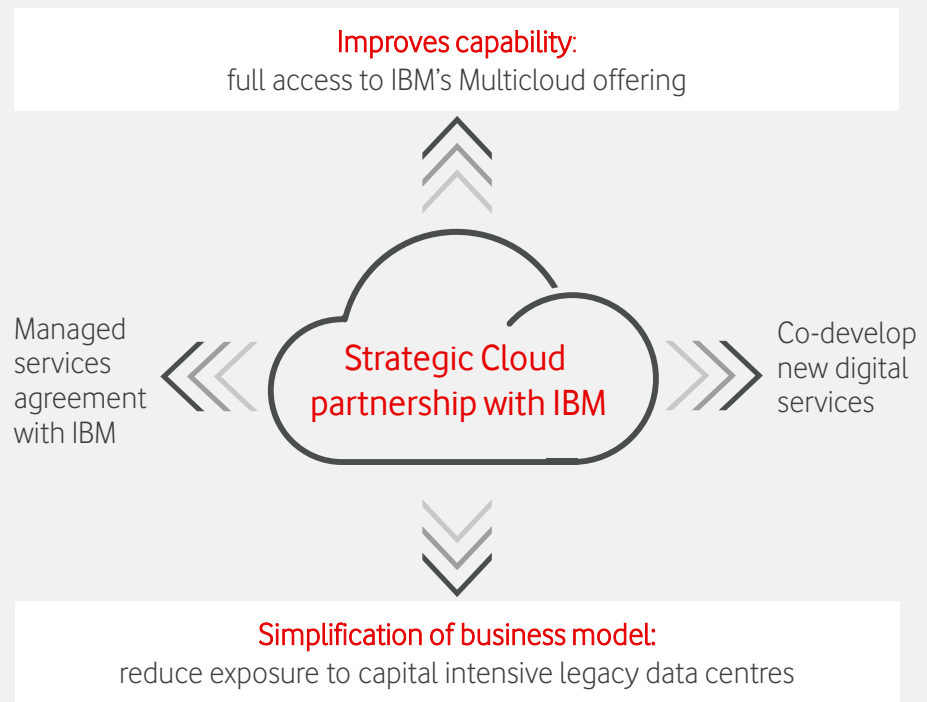 Improves capability:
full access to IBM’s Multicloud offering
Managed
services
agreement
with IBM
Strategic Cloud
partnership with IBM
Co-develop
new digital
services
Simplification of business model:
reduce exposure to capital intensive legacy data centres